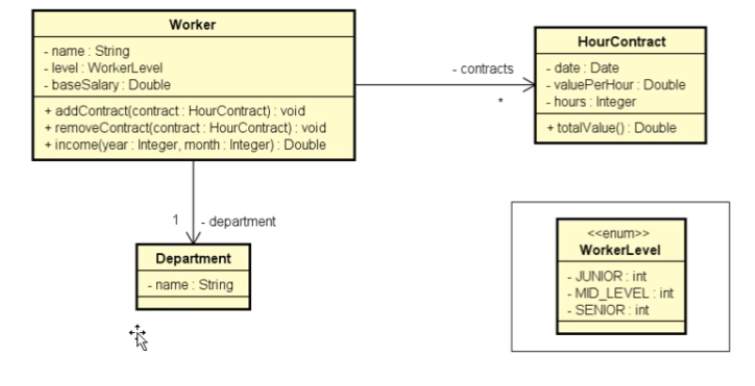 Worker
- name : String
- level : WorkerLevel
- baseSalary : Double
+ addContract(contract : HourContract) : void
+ removeContract(contract : HourContract) : void
+ income(year : Integer, month : Integer) : Double
- contracts
*
HourContract
- date : Date
- valuePerHour : Double
- hours : Integer
+ totalValue() : Double
1
- department
Department
- name : String
<<enum>>
WorkerLevel
- JUNIOR : int
- MID_LEVEL : int
- SENIOR : int